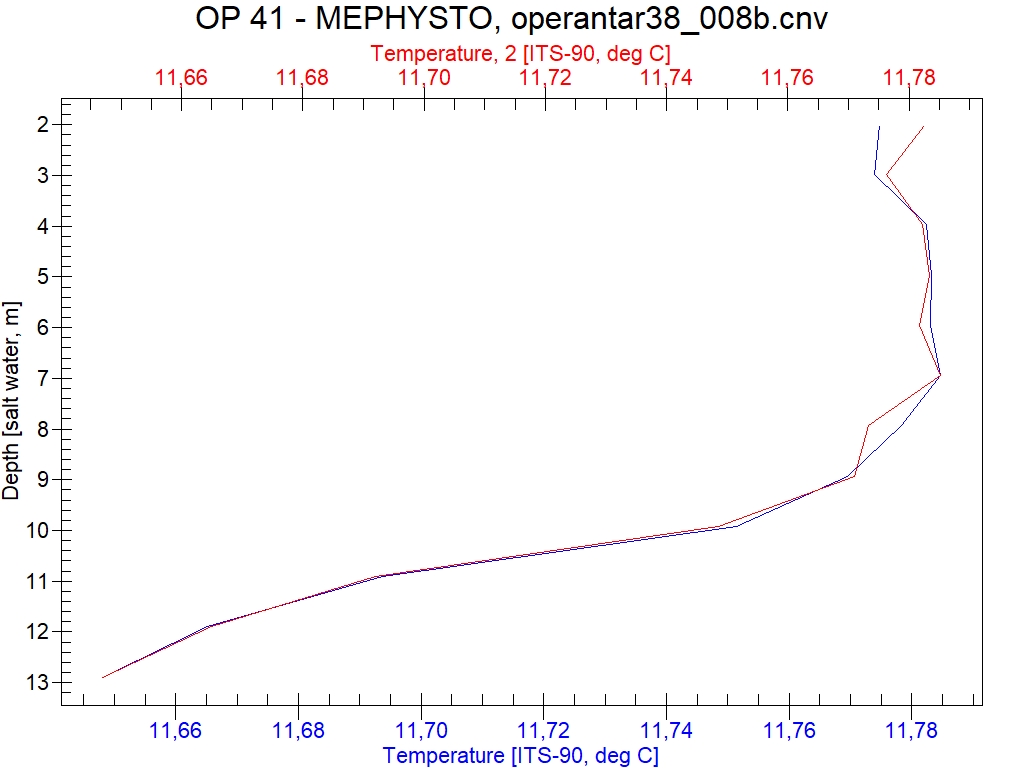 OP 41 - MEPHYSTO, operantar38_008b.cnv
Temperature, 2 [ITS-90, deg C]
11,66 11,68 11,70 11,72 11,74 11,76 11,78
Depth [salt water, m]
2
3
4
5
6
7
8
9
10
11
12
13
11,66 11,68 11,70 11,72 11,74 11,76 11,78
Temperature [ITS-90, deg C]